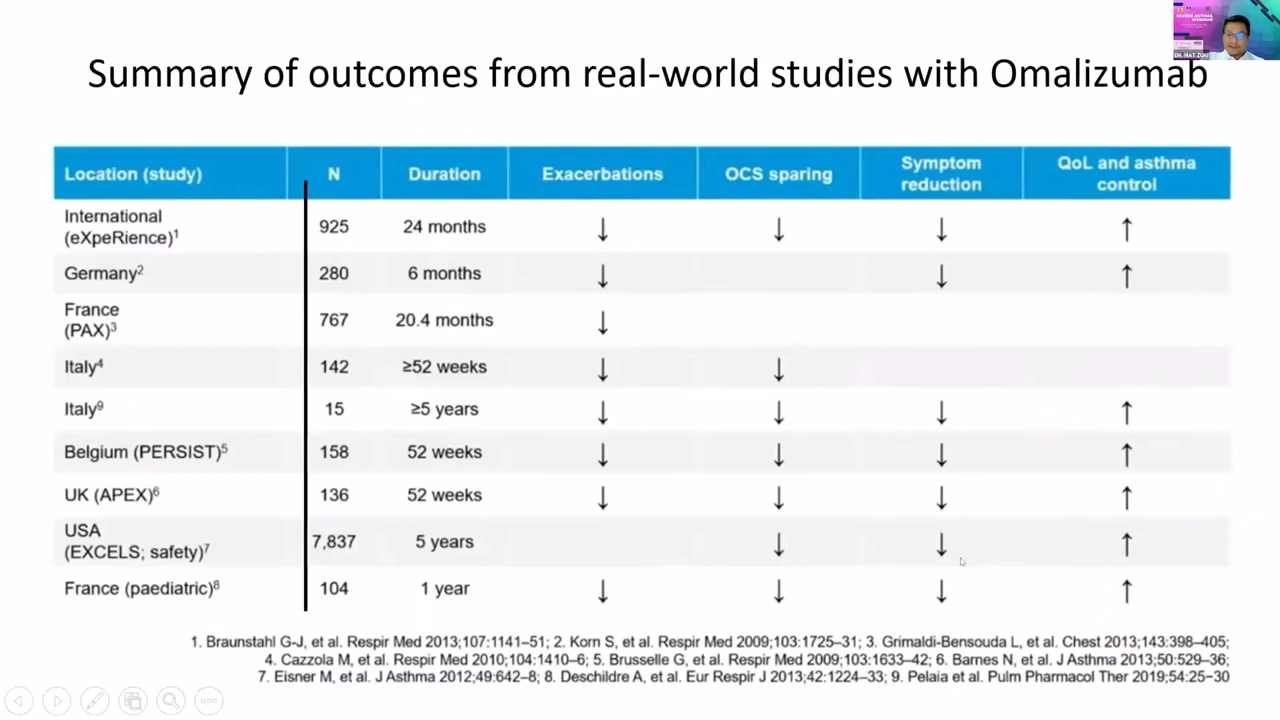 SEVERE ASTHMA
WEBINAR
Summary of outcomes from real-world studies with Omalizumab
Location (study) N Duration Exacerbations OCS sparing Symptom reduction QoL and asthma control
International (eXpeRience)1 925 24 months ↓ ↓ ↓ ↑
Germany2 280 6 months ↓ ↓ ↑
France (PAX)3 767 20.4 months ↓
Italy4 142 ≥52 weeks ↓ ↓
Italy9 15 ≥5 years ↓ ↓ ↓ ↑
Belgium (PERSIST)5 158 52 weeks ↓ ↓ ↓ ↑
UK (APEX)6 136 52 weeks ↓ ↓ ↓ ↑
USA (EXCELS; safety)7 7,837 5 years ↓ ↓ ↑
France (paediatric)8 104 1 year ↓ ↓ ↓ ↑
1. Braunstahl G-J, et al. Respir Med 2013;107:1141–51; 2. Korn S, et al. Respir Med 2009;103:1725–31; 3. Grimaldi-Bensouda L, et al. Chest 2013;143:398–405;
4. Cazzola M, et al. Respir Med 2010;104:1410–6; 5. Brusselle G, et al. Respir Med 2009;103:1633–42; 6. Barnes N, et al. J Asthma 2013;50:529–36;
7. Eisner M, et al. J Asthma 2012;49:642–8; 8. Deschildre A, et al. Eur Respir J 2013;42:1224–33; 9. Pelaia et al. Pulm Pharmacol Ther 2019;54:25–30